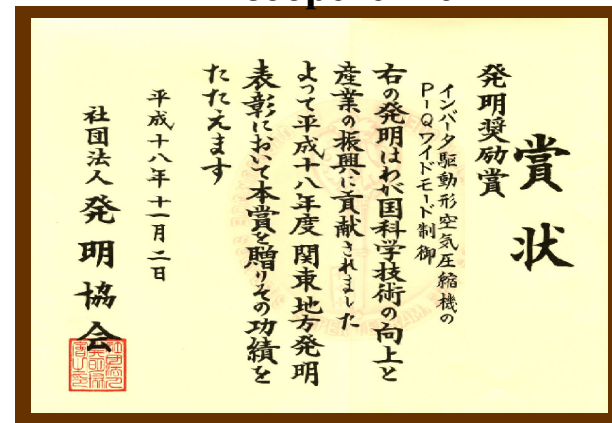 賞状
発明奨励賞
インバータ駆動形空気圧縮機の
P-Qワイドモード制御
右の発明はわが国科学技術の向上と
産業の振興に貢献されました
よって平成十八年度関東地方発明
表彰において本賞を贈りその功績を
たたえます
平成十八年十一月二日
社団法人発明協会